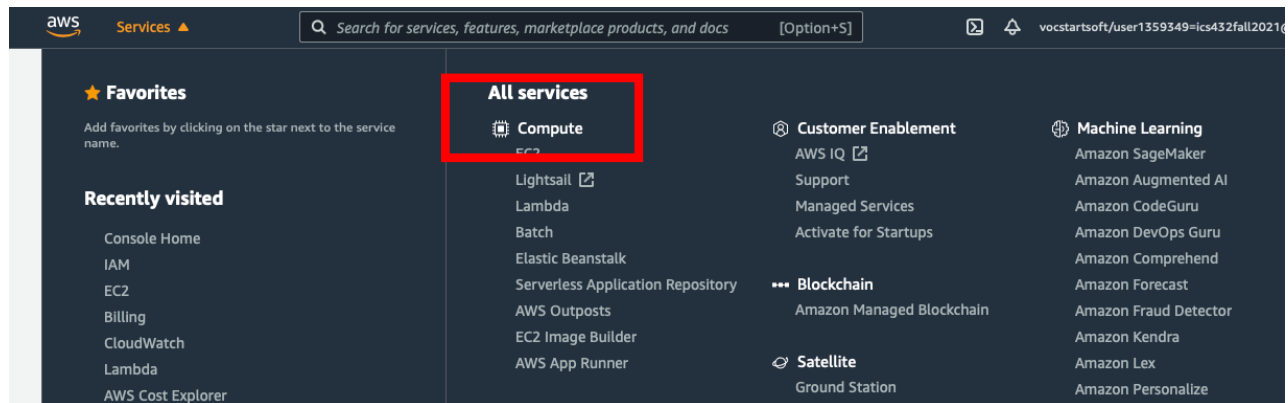 aws Services Search for services, features, marketplace products, and docs [Option+S] vocstartsoft/user1359349=ics432fall2021@
Favorites
Add favorites by clicking on the star next to the service
name.
Recently visited
Console Home
IAM
EC2
Billing
CloudWatch
Lambda
AWS Cost Explorer
All services
Compute
EC2
Lightsail
Lambda
Batch
Elastic Beanstalk
Serverless Application Repository
AWS Outposts
EC2 Image Builder
AWS App Runner
Customer Enablement
AWS IQ
Support
Managed Services
Activate for Startups
Blockchain
Amazon Managed Blockchain
Satellite
Ground Station
Machine Learning
Amazon SageMaker
Amazon Augmented AI
Amazon CodeGuru
Amazon DevOps Guru
Amazon Comprehend
Amazon Forecast
Amazon Fraud Detector
Amazon Kendra
Amazon Lex
Amazon Personalize